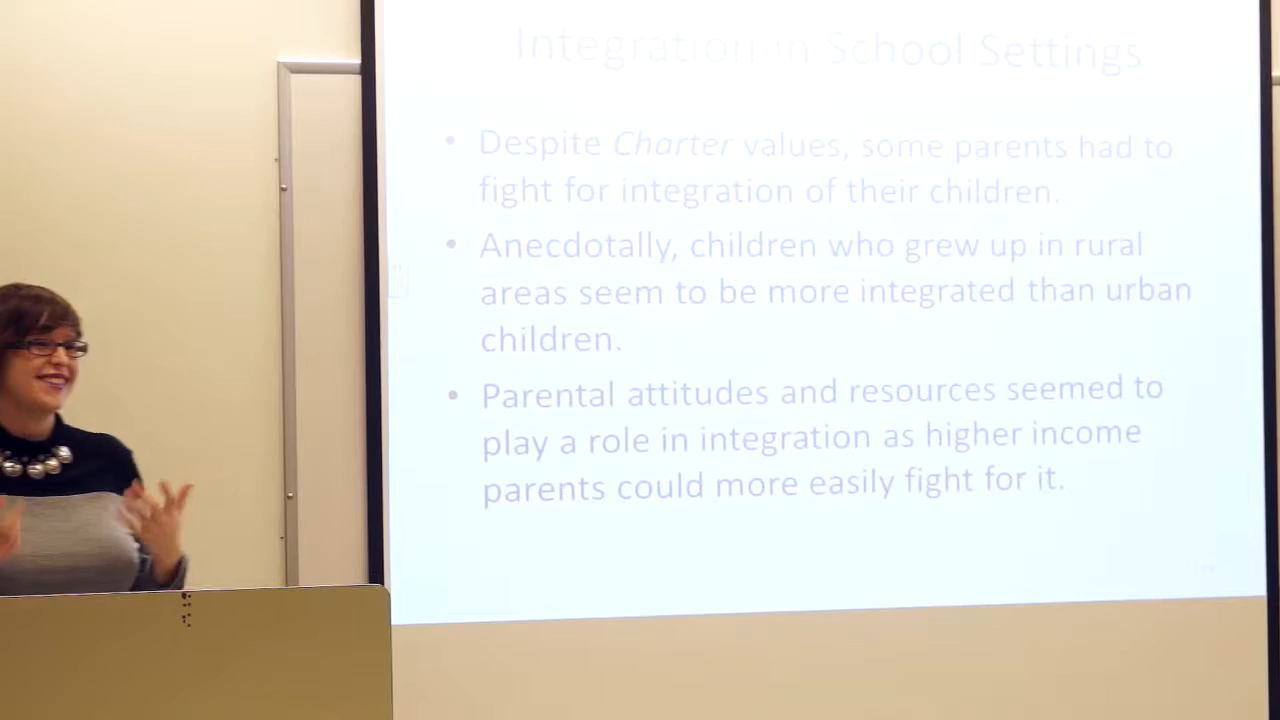 Integration in School Settings
• Despite Charter values, some parents had to
fight for integration of their children.
• Anecdotally, children who grew up in rural
areas seem to be more integrated than urban
children.
• Parental attitudes and resources seemed to
play a role in integration as higher income
parents could more easily fight for it.